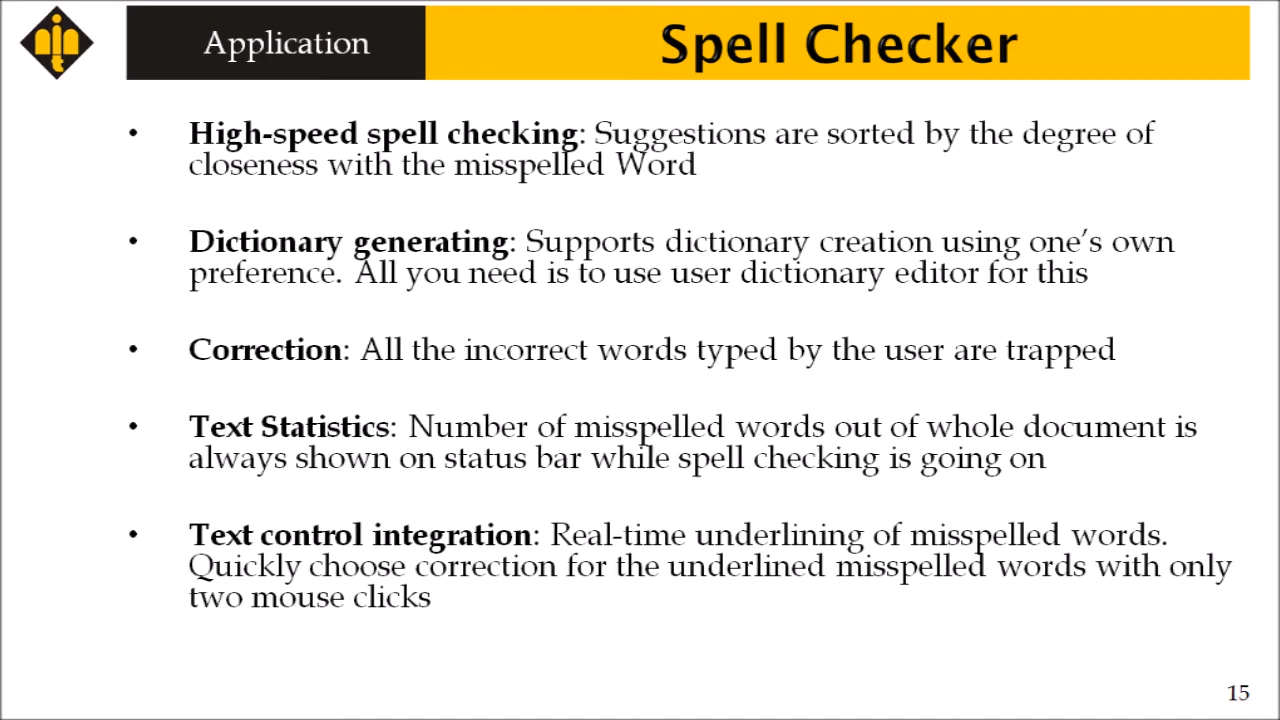 Application
Spell Checker
• High-speed spell checking: Suggestions are sorted by the degree of
closeness with the misspelled Word
• Dictionary generating: Supports dictionary creation using one’s own
preference. All you need is to use user dictionary editor for this
• Correction: All the incorrect words typed by the user are trapped
• Text Statistics: Number of misspelled words out of whole document is
always shown on status bar while spell checking is going on
• Text control integration: Real-time underlining of misspelled words.
Quickly choose correction for the underlined misspelled words with only
two mouse clicks
15